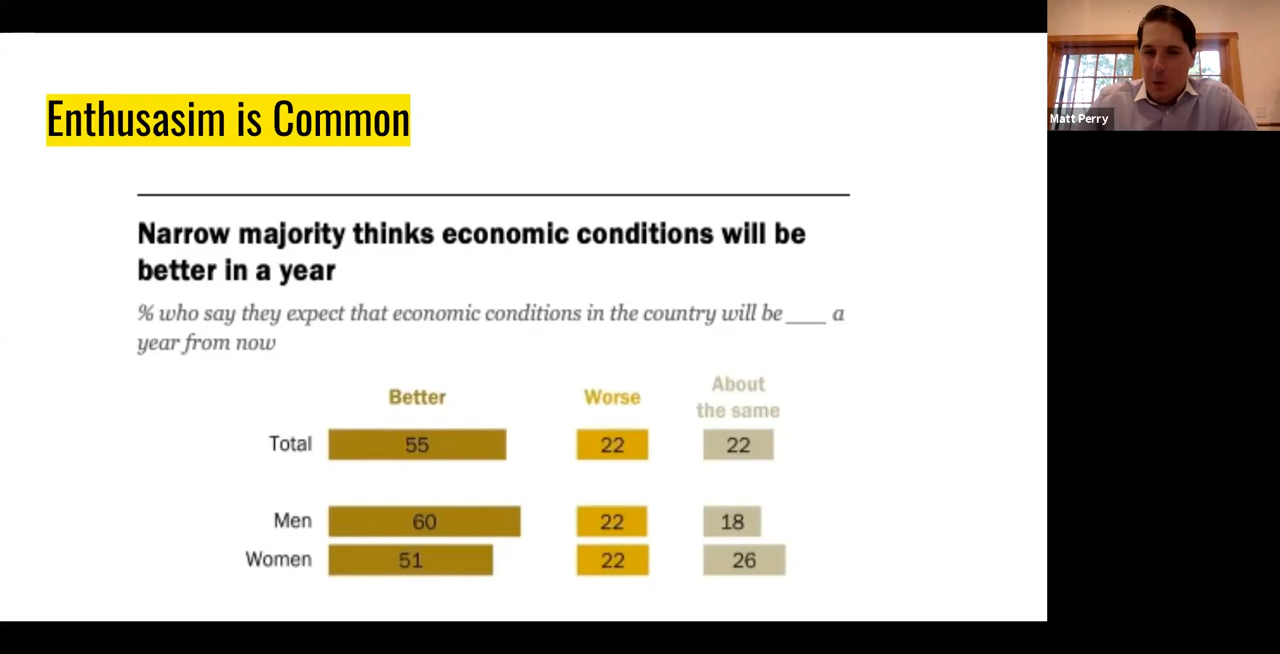 Enthusasim is Common
Matt Perry
Narrow majority thinks economic conditions will be
better in a year
% who say they expect that economic conditions in the country will be ___ a
year from now
Better Worse About
the same
Total 55 22 22
Men 60 22 18
Women 51 22 26